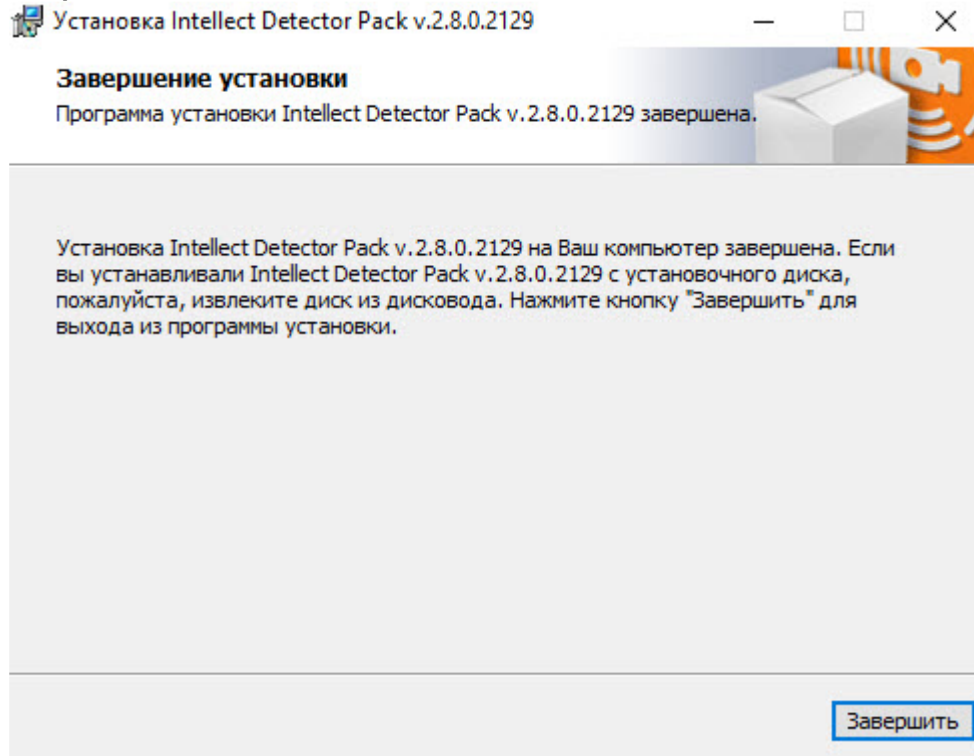 Установка Intellect Detector Pack v.2.8.0.2129
Завершение установки
Программа установки Intellect Detector Pack v.2.8.0.2129 завершена.
Установка Intellect Detector Pack v.2.8.0.2129 на Ваш компьютер завершена. Если
вы устанавливали Intellect Detector Pack v.2.8.0.2129 с установочного диска,
пожалуйста, извлеките диск из дисковода. Нажмите кнопку "Завершить" для
выхода из программы установки.
Завершить